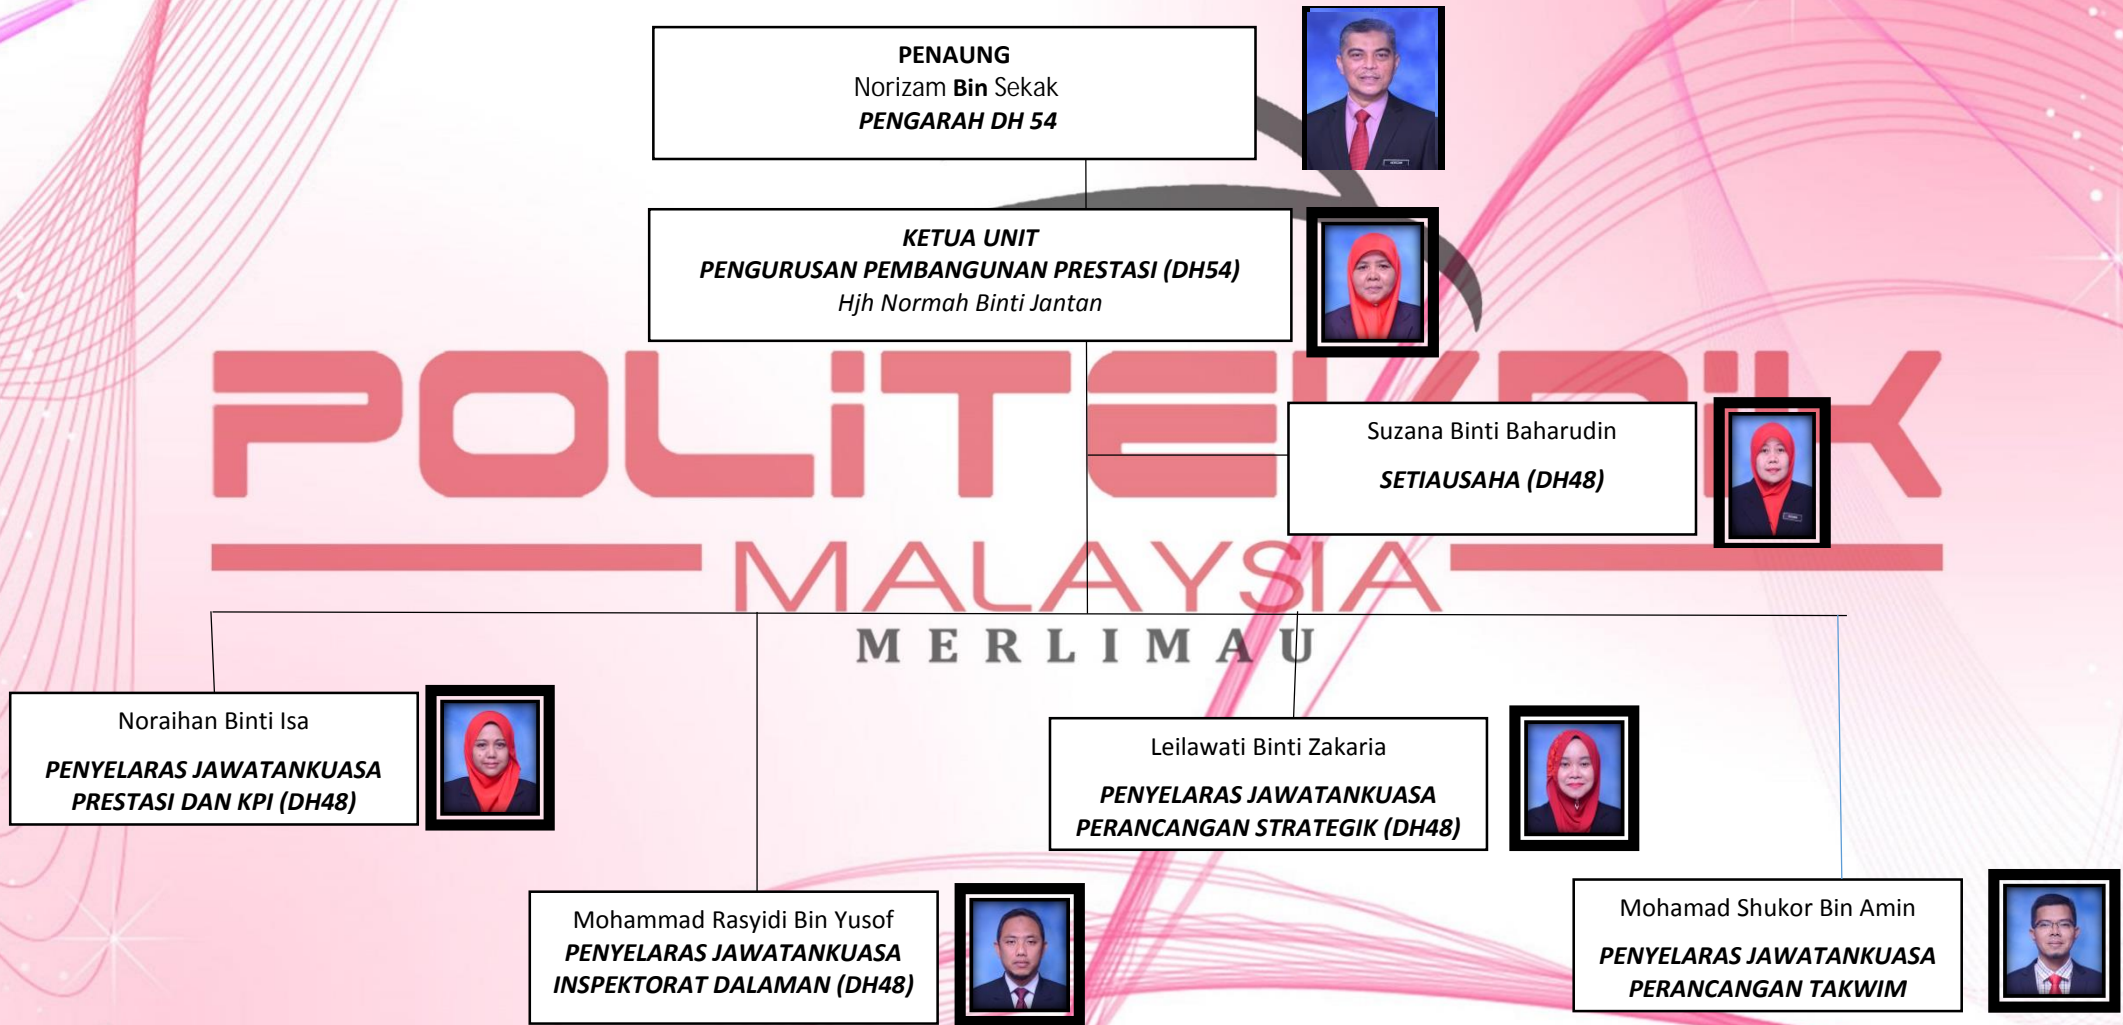 PENAUNG
Norizam Bin Sekak
PENGARAH DH 54
KETUA UNIT
PENGURUSAN PEMBANGUNAN PRESTASI (DH54)
Hjh Normah Binti Jantan
POLiTEKNiK
Suzana Binti Baharudin
SETIAUSAHA (DH48)
MALAYSIA
MERLIMAU
Noraihan Binti Isa
PENYELARAS JAWATANKUASA
PRESTASI DAN KPI (DH48)
Leilawati Binti Zakaria
PENYELARAS JAWATANKUASA
PERANCANGAN STRATEGIK (DH48)
Mohammad Rasyidi Bin Yusof
PENYELARAS JAWATANKUASA
INSPEKTORAT DALAMAN (DH48)
Mohamad Shukor Bin Amin
PENYELARAS JAWATANKUASA
PERANCANGAN TAKWIM